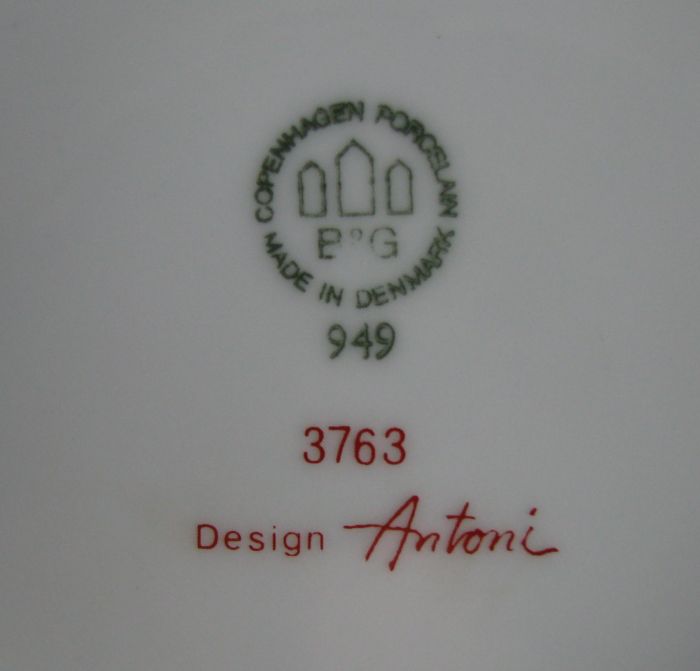 COPENHAGEN PORCELAIN
B&G
MADE IN DENMARK
949
3763
Design Antoni